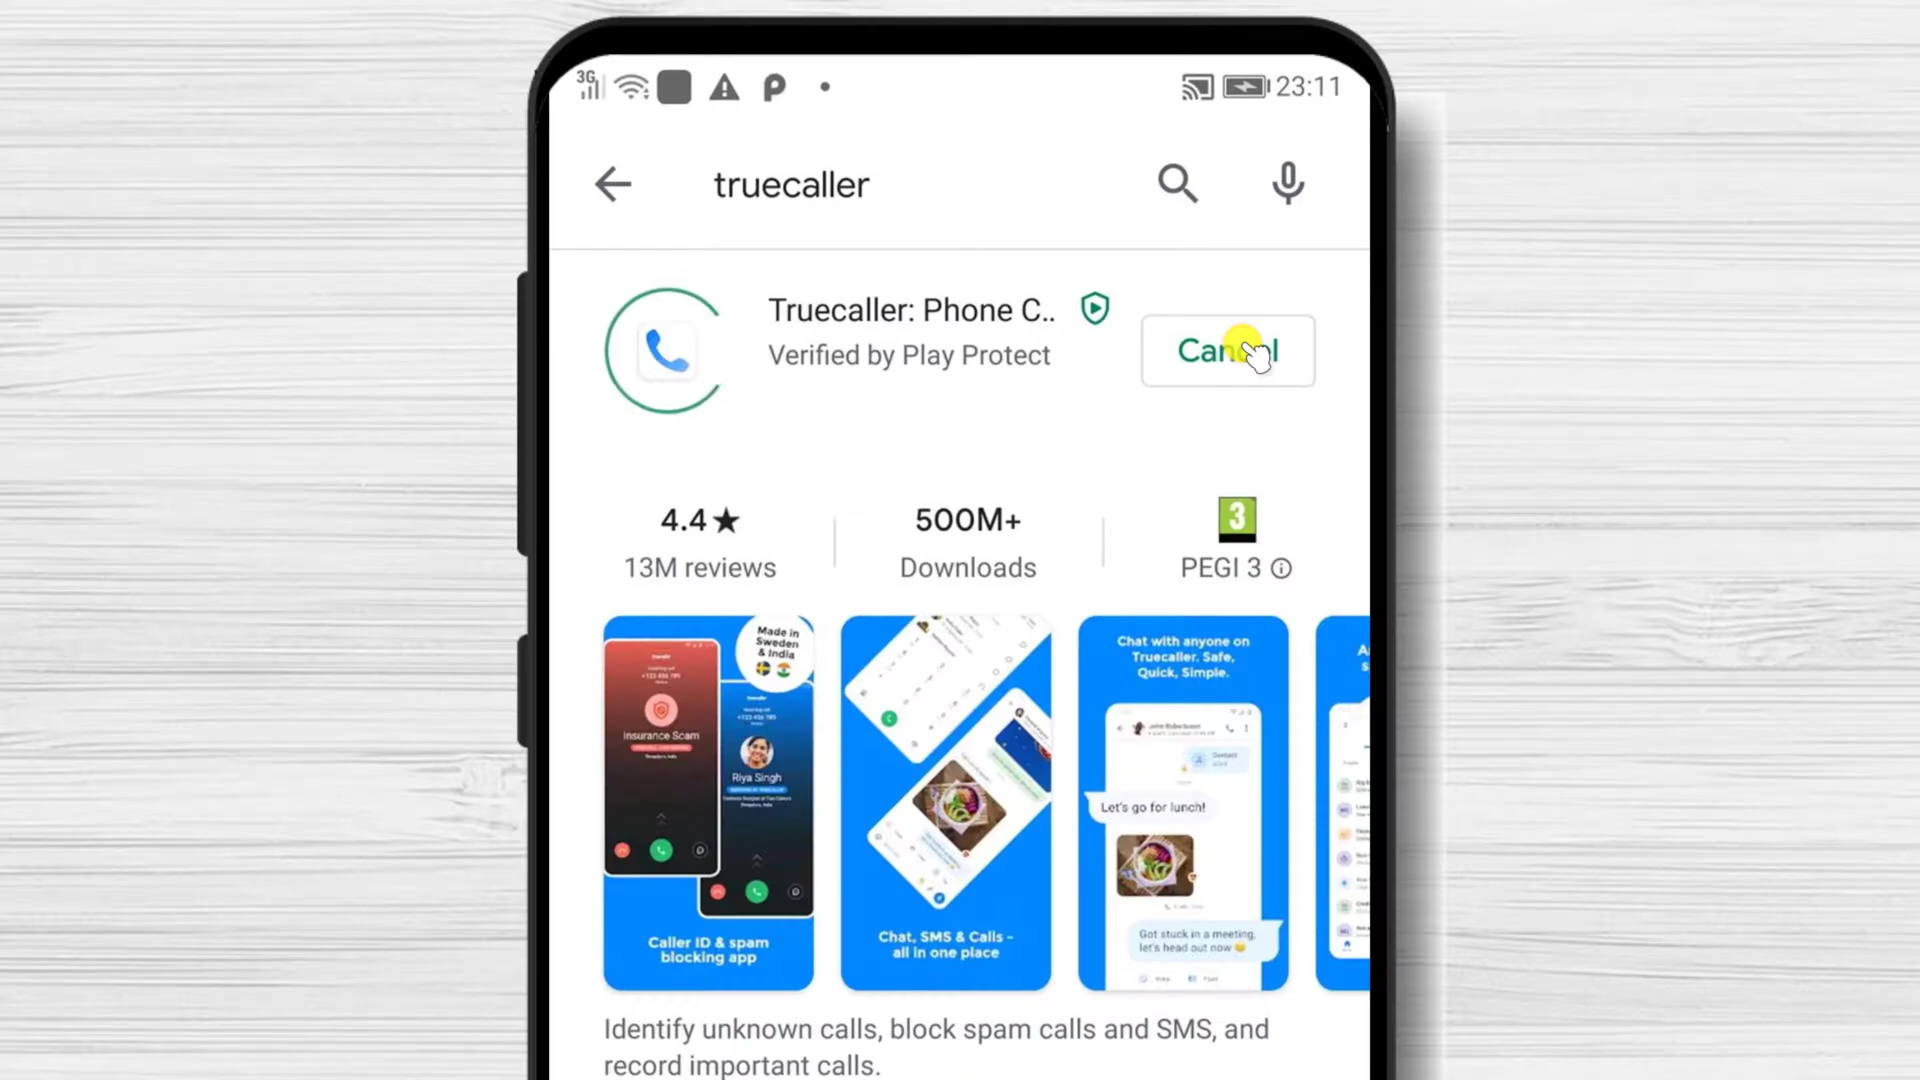 3G
23:11
truecaller
Truecaller: Phone C..
Verified by Play Protect
Cancel
4.4★
13M reviews
500M+
Downloads
3
PEGI 3
Made in
Sweden
& India
Insurance Scam
Riya Singh
Caller ID & spam
blocking app
Chat, SMS & Calls –
all in one place
Chat with anyone on
Truecaller. Safe,
Quick, Simple.
Let's go for lunch!
Got stuck in a meeting,
let's head out now 😄
Identify unknown calls, block spam calls and SMS, and
record important calls.